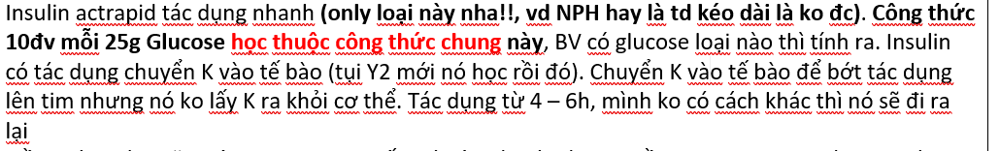 Insulin actrapid tác dụng nhanh (only loại này nha!!, vd NPH hay là td kéo dài là ko đc). Công thức
10đv mỗi 25g Glucose học thuộc công thức chung này, BV có glucose loại nào thì tính ra. Insulin
có tác dụng chuyển K vào tế bào (tụi Y2 mới nó học rồi đó). Chuyển K vào tế bào để bớt tác dụng
lên tim nhưng nó ko lấy K ra khỏi cơ thể. Tác dụng từ 4 – 6h, mình ko có cách khác thì nó sẽ đi ra
lại